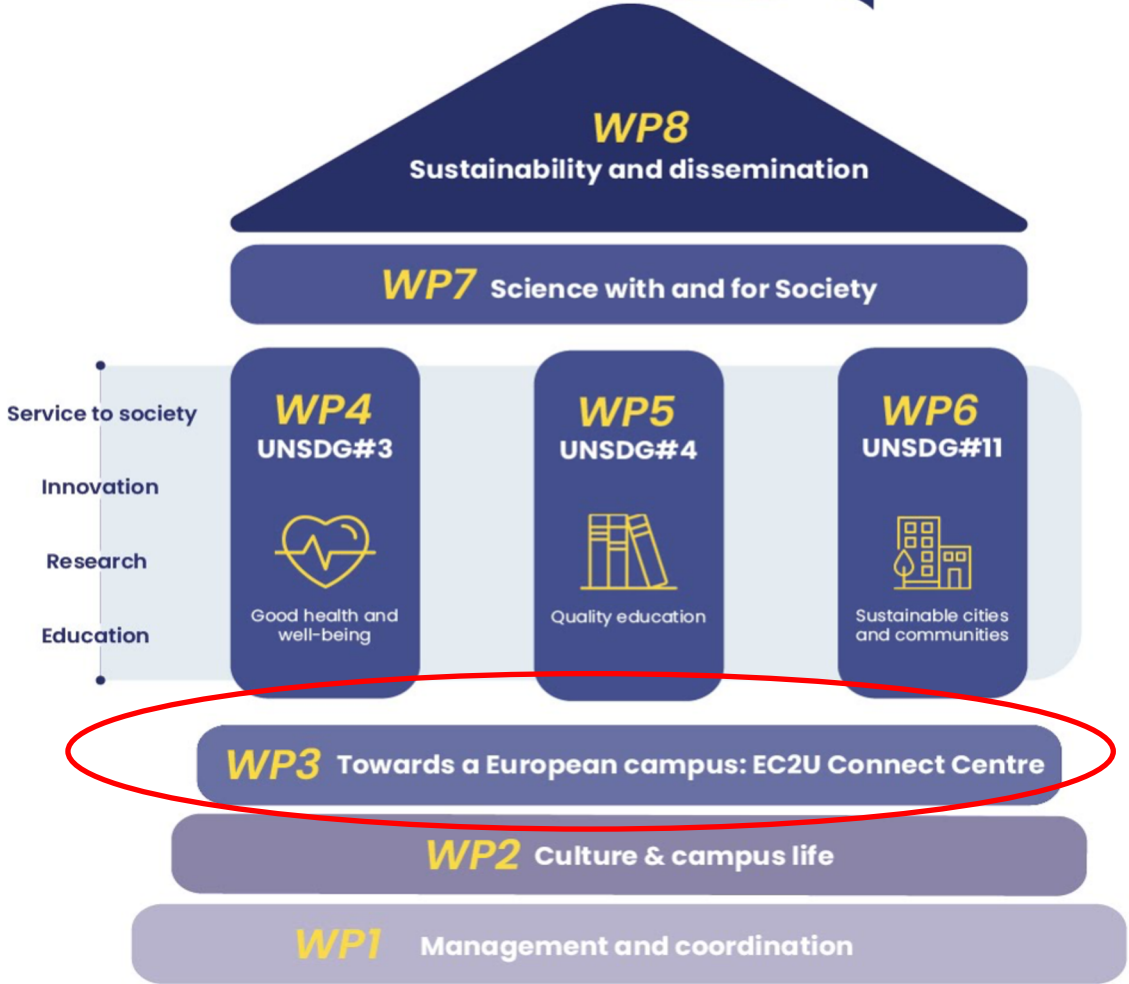 WP8
Sustainability and dissemination
WP7 Science with and for Society
Service to society
Innovation
Research
Education
WP4
UNSDG#3
Good health and
well-being
WP5
UNSDG#4
Quality education
WP6
UNSDG#11
Sustainable cities
and communities
WP3 Towards a European campus: EC2U Connect Centre
WP2 Culture & campus life
WP1 Management and coordination